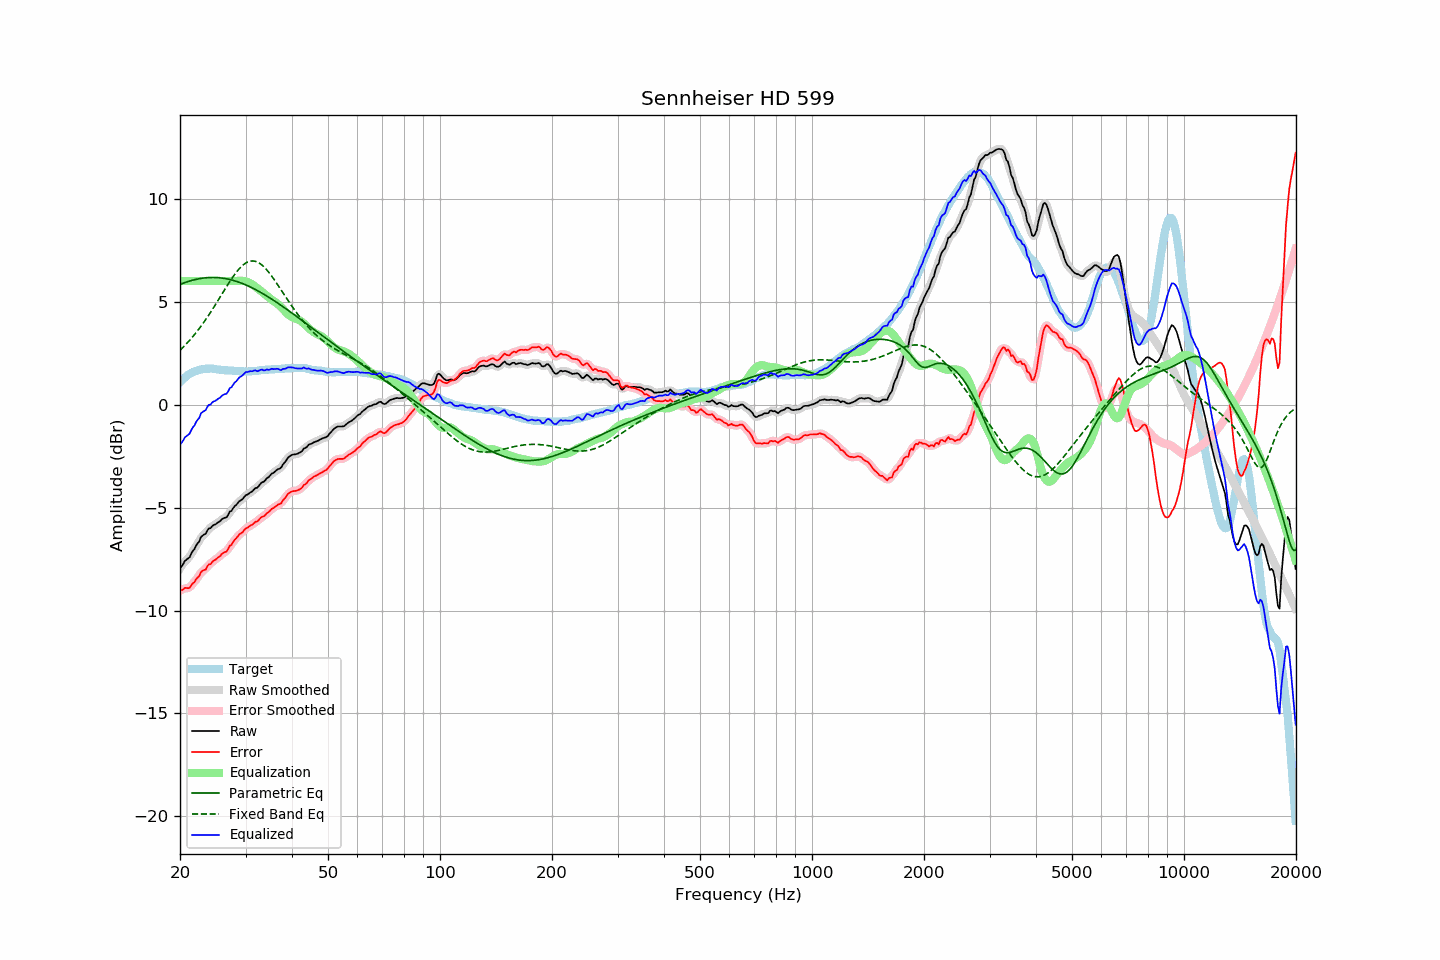 Sennheiser HD 599
Amplitude (dBr)
10
5
0
−5
−10
−15
−20
Target
Raw Smoothed
Error Smoothed
Raw
Error
Equalization
Parametric Eq
Fixed Band Eq
Equalized
20 50 100 200 500 1000 2000 5000 10000 20000
Frequency (Hz)